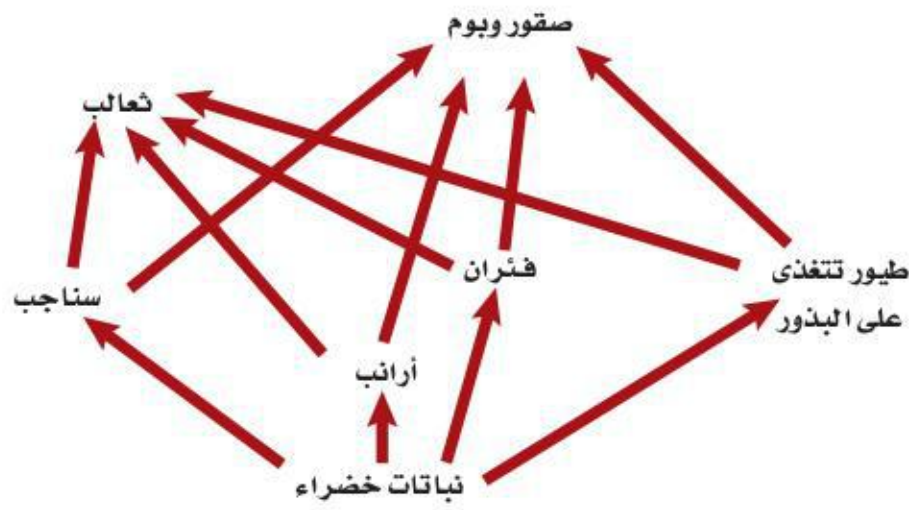 صقور وبوم
ثعالب
فئران
طيور تتغذى
على البذور
سناجب
أرانب
نباتات خضراء